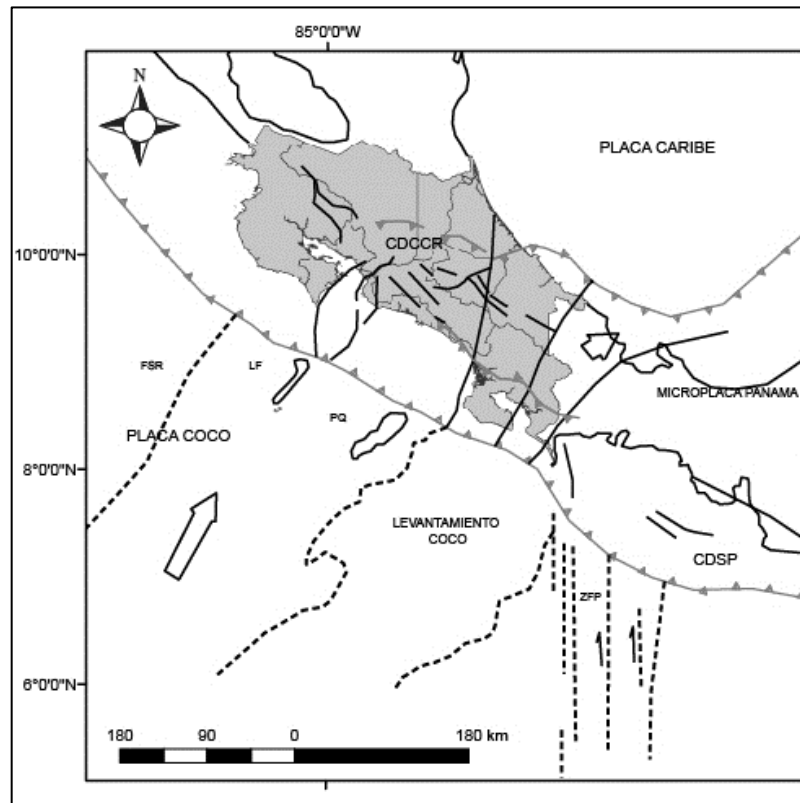 85°0'0"W
N
PLACA CARIBE
CDCCR
10°0'0"N
MICROPLACA PANAMA
FSR
LF
PQ
PLACA COCO
8°0'0"N
LEVANTAMIENTO
COCO
CDSP
ZFP
6°0'0"N
180 90 0 180 km